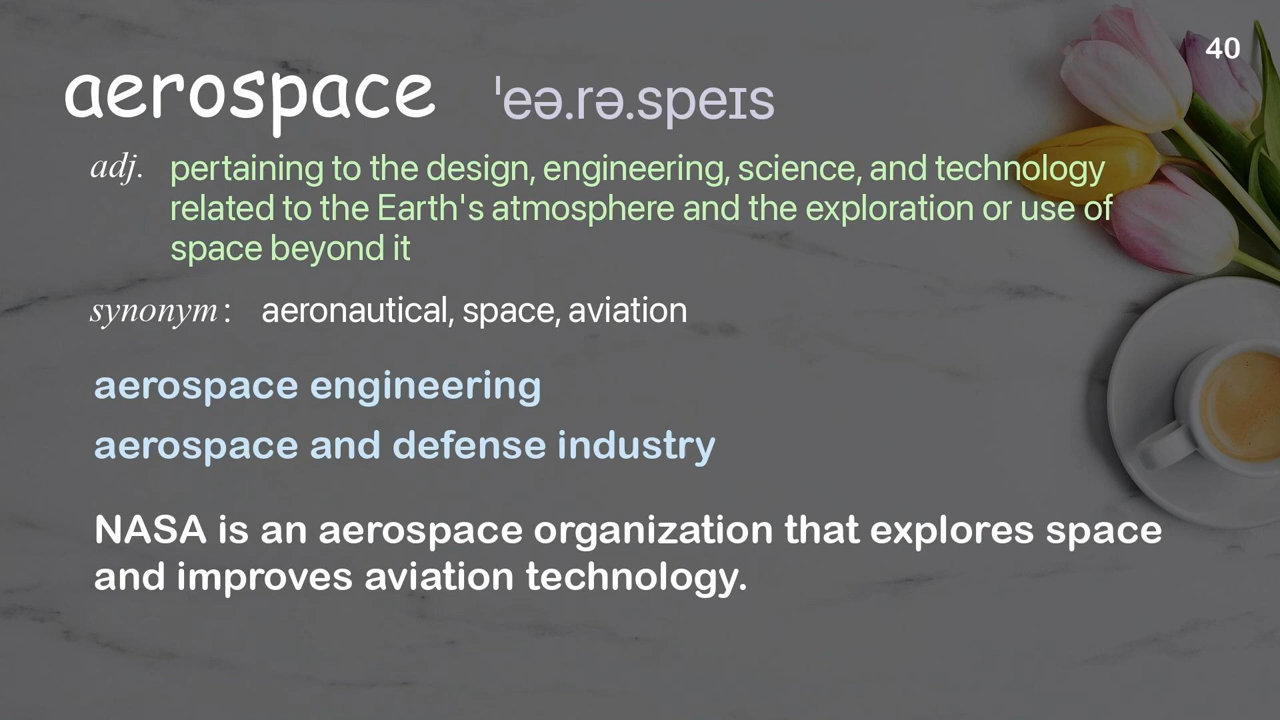 40
aerospace ˈeə.rə.speɪs
adj. pertaining to the design, engineering, science, and technology
related to the Earth's atmosphere and the exploration or use of
space beyond it
synonym : aeronautical, space, aviation
aerospace engineering
aerospace and defense industry
NASA is an aerospace organization that explores space
and improves aviation technology.